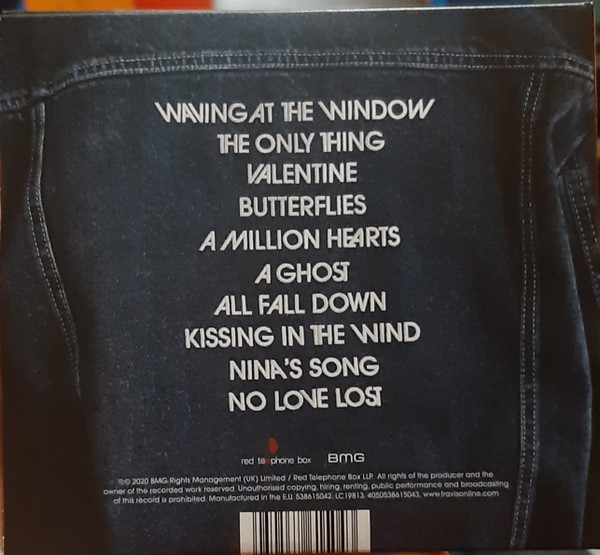 WAVING AT THE WINDOW
THE ONLY THING
VALENTINE
BUTTERFLIES
A MILLION HEARTS
A GHOST
ALL FALL DOWN
KISSING IN THE WIND
NINA'S SONG
NO LOVE LOST
red te phone box BMG
℗© 2020 BMG Rights Management (UK) Limited / Red Telephone Box LLP. All rights of the producer and the
owner of the recorded work reserved. Unauthorised copying, hiring, renting, public performance and broadcasting
of this record is prohibited. Manufactured in the E.U. 538615042. LC19813. 4050538615043. www.travisonline.com